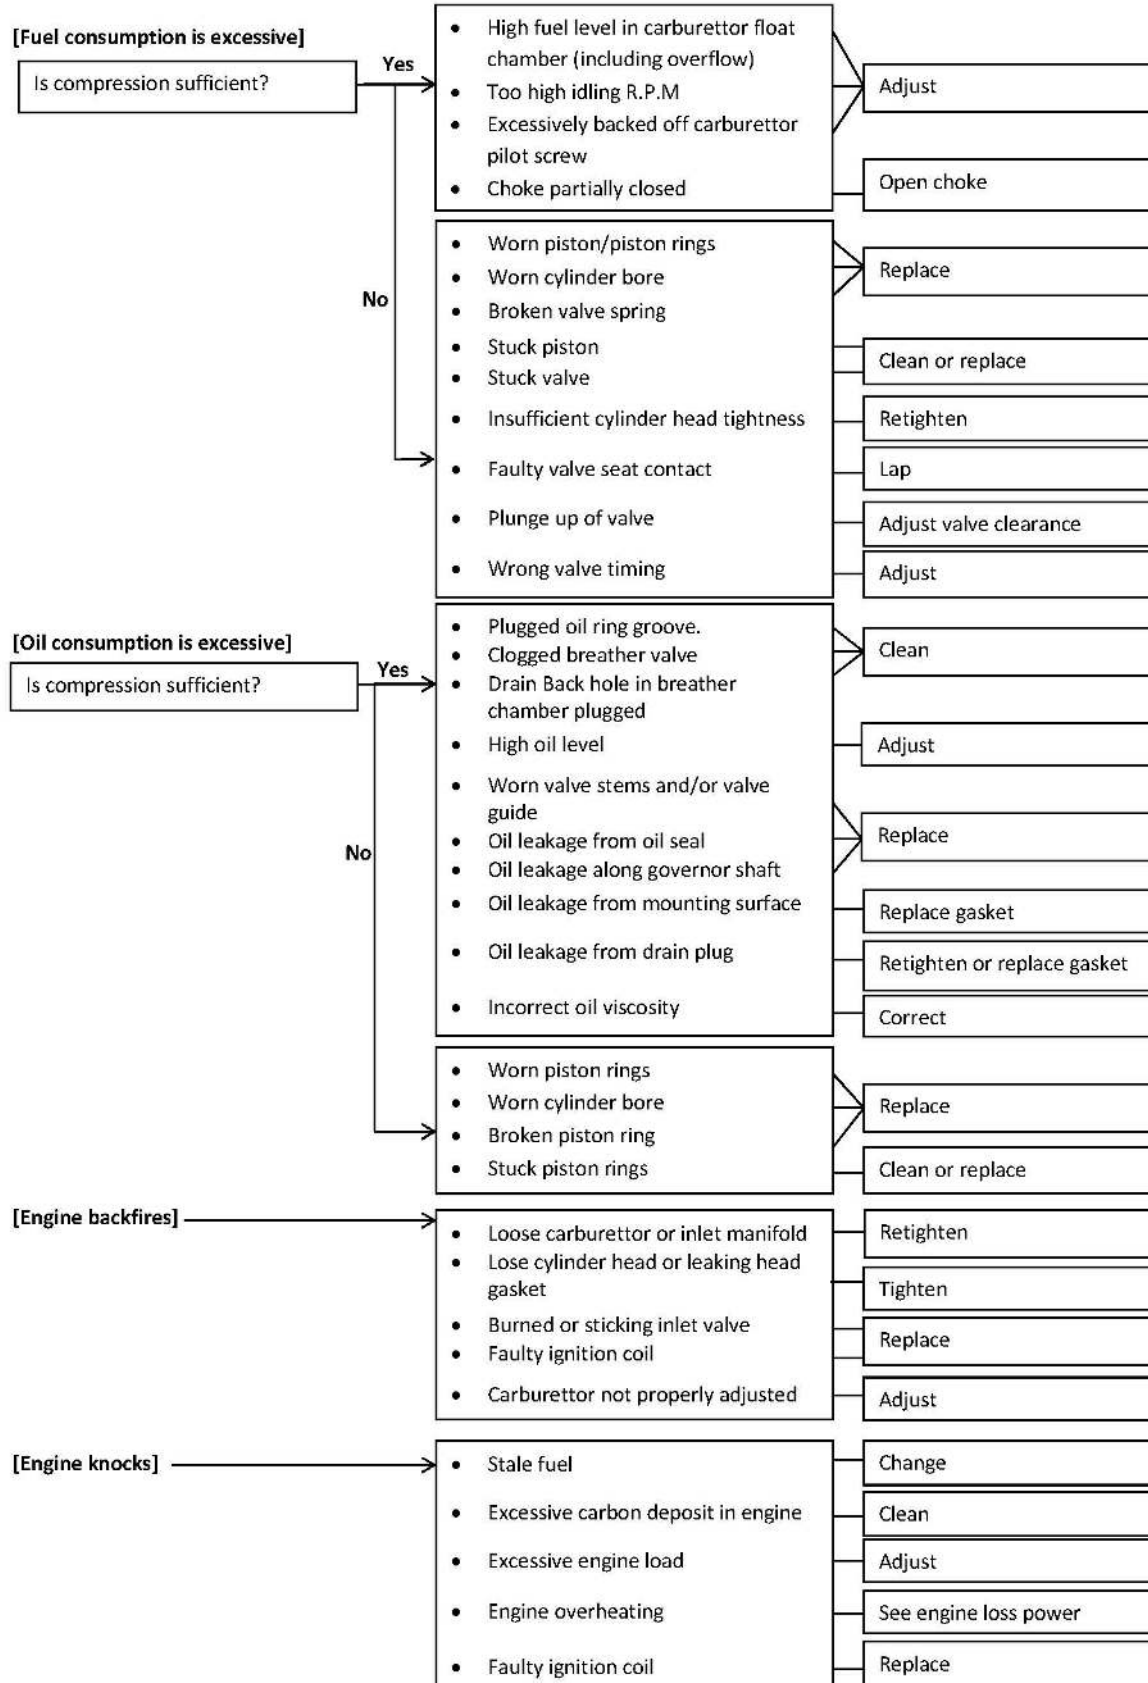 [Fuel consumption is excessive]
Is compression sufficient?
Yes
No
• High fuel level in carburettor float
chamber (including overflow)
• Too high idling R.P.M
• Excessively backed off carburettor
pilot screw
• Choke partially closed
Adjust
Open choke
• Worn piston/piston rings
• Worn cylinder bore
• Broken valve spring
• Stuck piston
• Stuck valve
• Insufficient cylinder head tightness
• Faulty valve seat contact
• Plunge up of valve
• Wrong valve timing
Replace
Clean or replace
Retighten
Lap
Adjust valve clearance
Adjust
[Oil consumption is excessive]
Is compression sufficient?
Yes
No
• Plugged oil ring groove.
• Clogged breather valve
• Drain Back hole in breather
chamber plugged
• High oil level
• Worn valve stems and/or valve
guide
• Oil leakage from oil seal
• Oil leakage along governor shaft
• Oil leakage from mounting surface
• Oil leakage from drain plug
• Incorrect oil viscosity
Clean
Adjust
Replace
Replace gasket
Retighten or replace gasket
Correct
• Worn piston rings
• Worn cylinder bore
• Broken piston ring
• Stuck piston rings
Replace
Clean or replace
[Engine backfires]
• Loose carburettor or inlet manifold
• Lose cylinder head or leaking head
gasket
• Burned or sticking inlet valve
• Faulty ignition coil
• Carburettor not properly adjusted
Retighten
Tighten
Replace
Adjust
[Engine knocks]
• Stale fuel
• Excessive carbon deposit in engine
• Excessive engine load
• Engine overheating
• Faulty ignition coil
Change
Clean
Adjust
See engine loss power
Replace